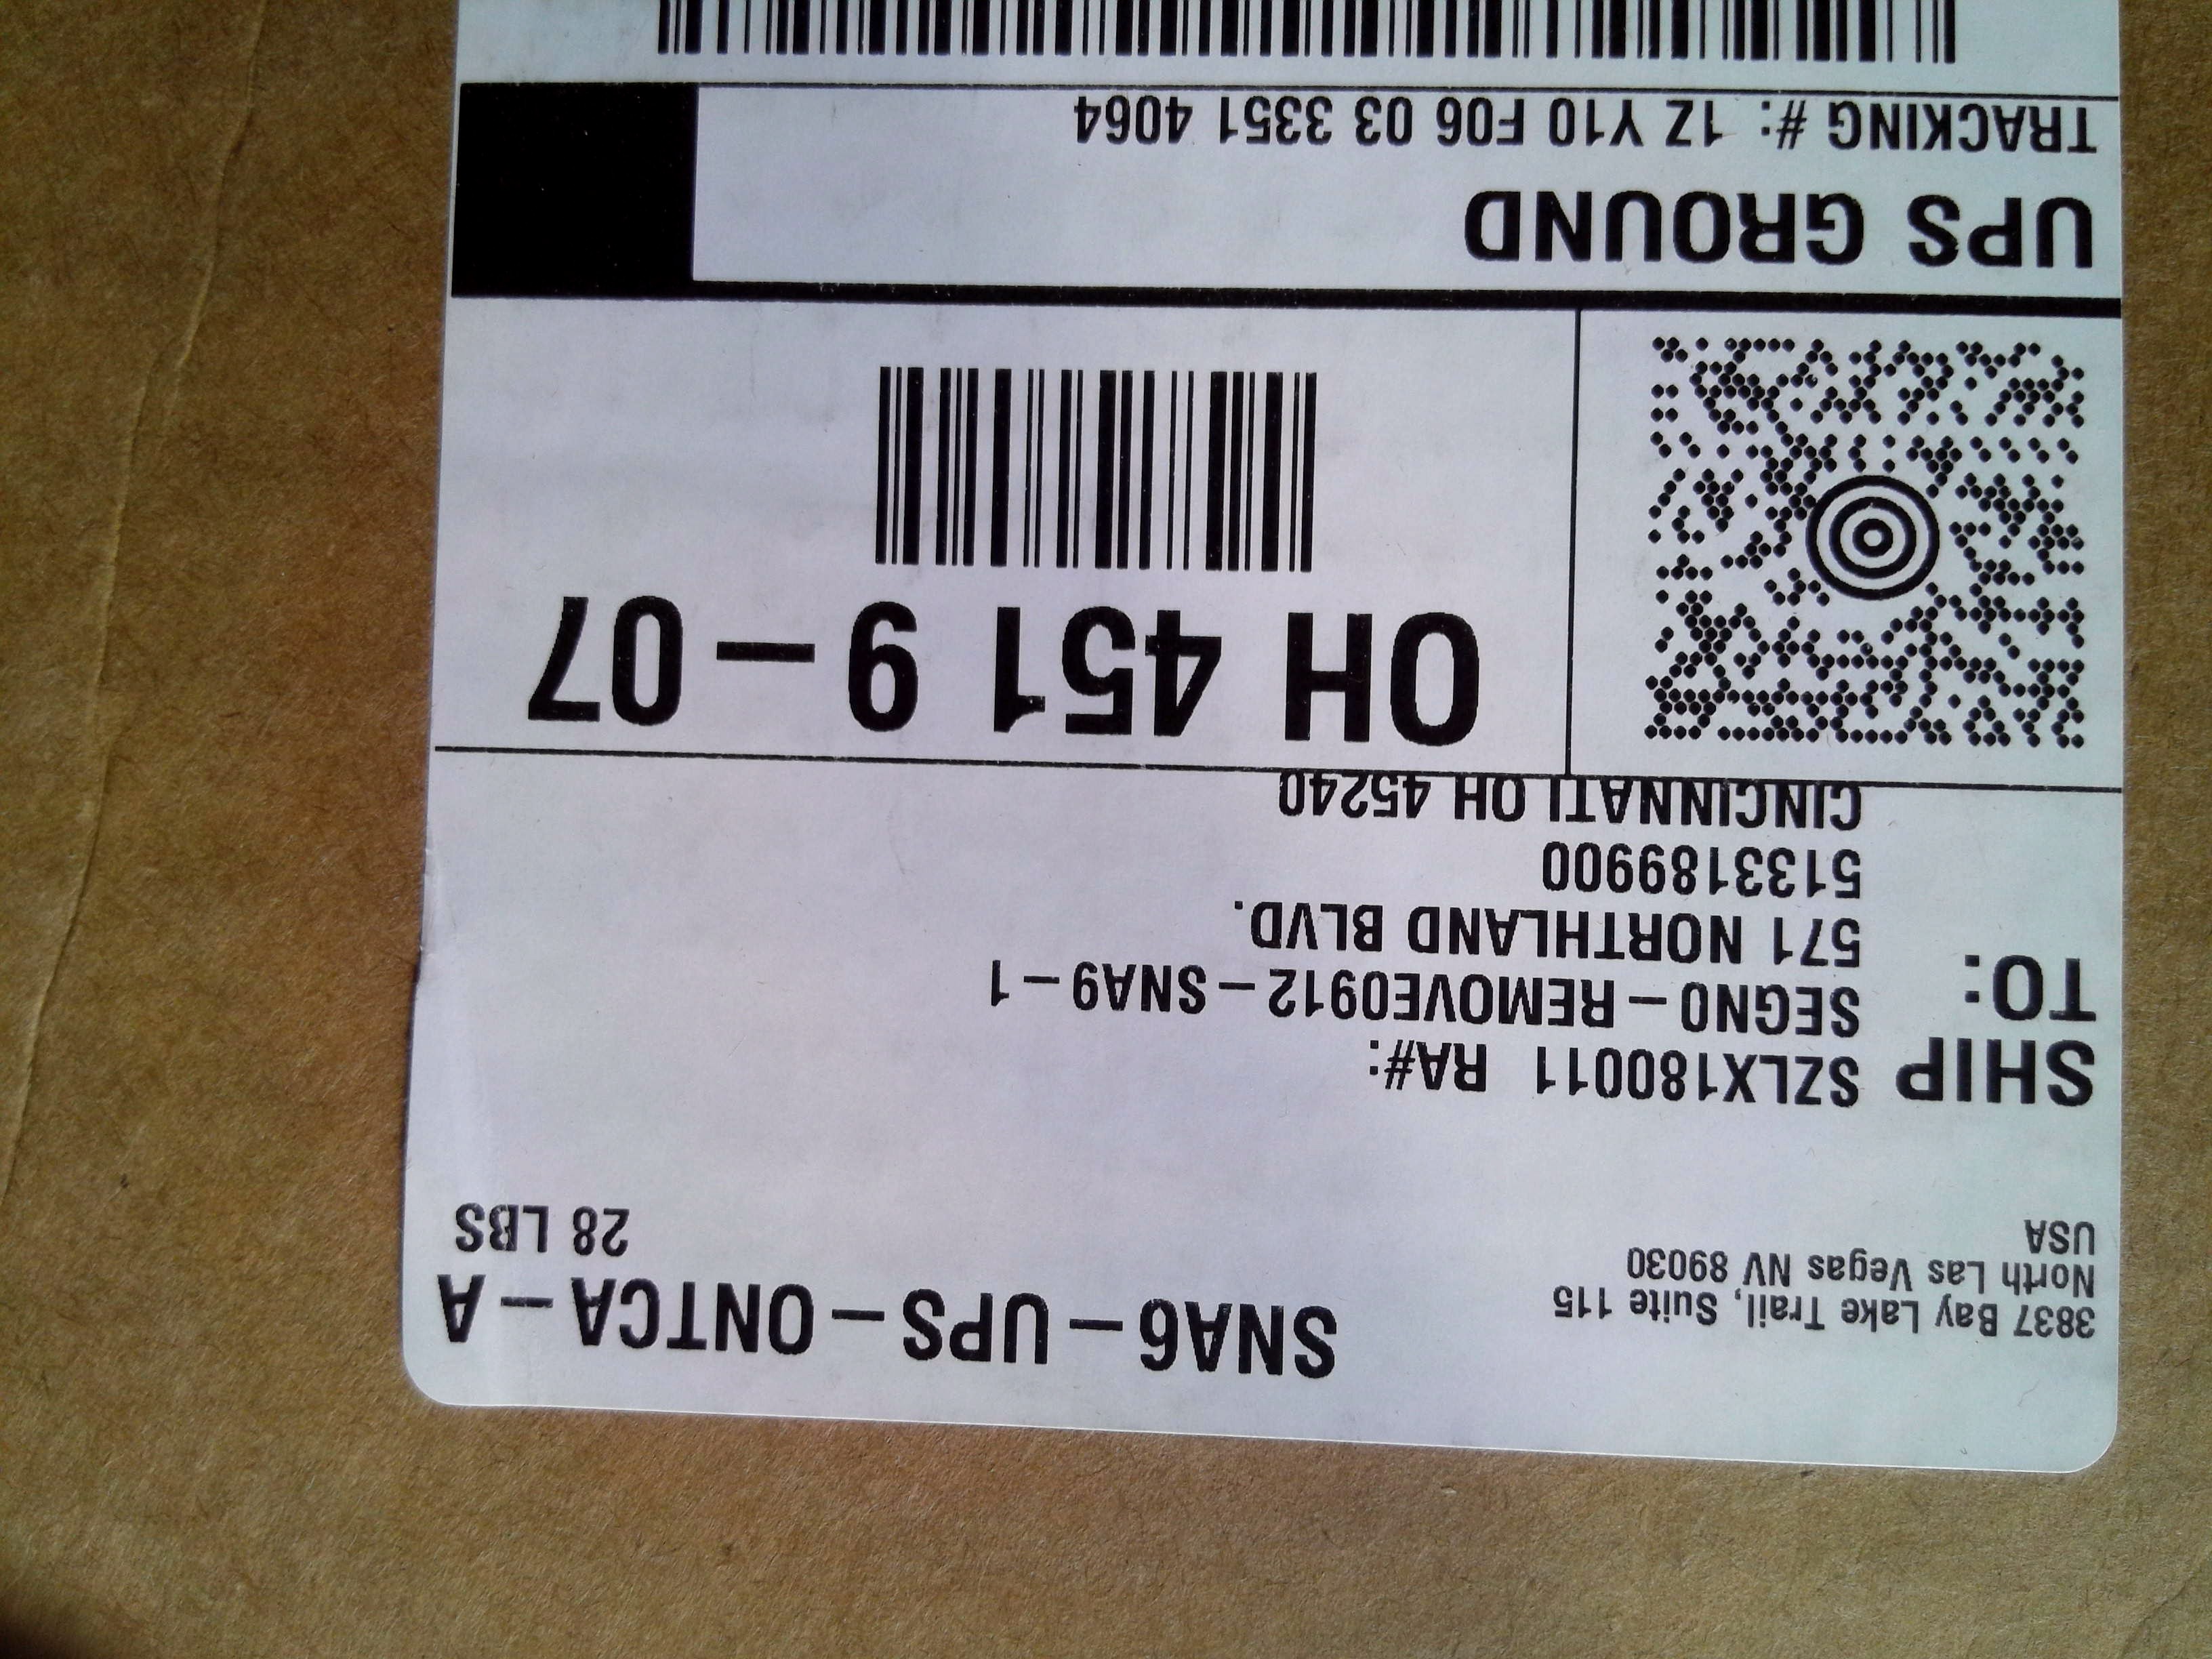 3837 Bay Lake Trail, Suite 115
North Las Vegas NV 89030
USA
SNA6-UPS-ONTCA-A
28 LBS
SHIP TO:
SZLX180011 RA#:
SEGN0-REMOVE0912-SNA9-1
571 NORTHLAND BLVD.
5133189900
CINCINNATI OH 45240
OH 451 9-07
UPS GROUND
TRACKING #: 1Z Y10 F06 03 3351 4064